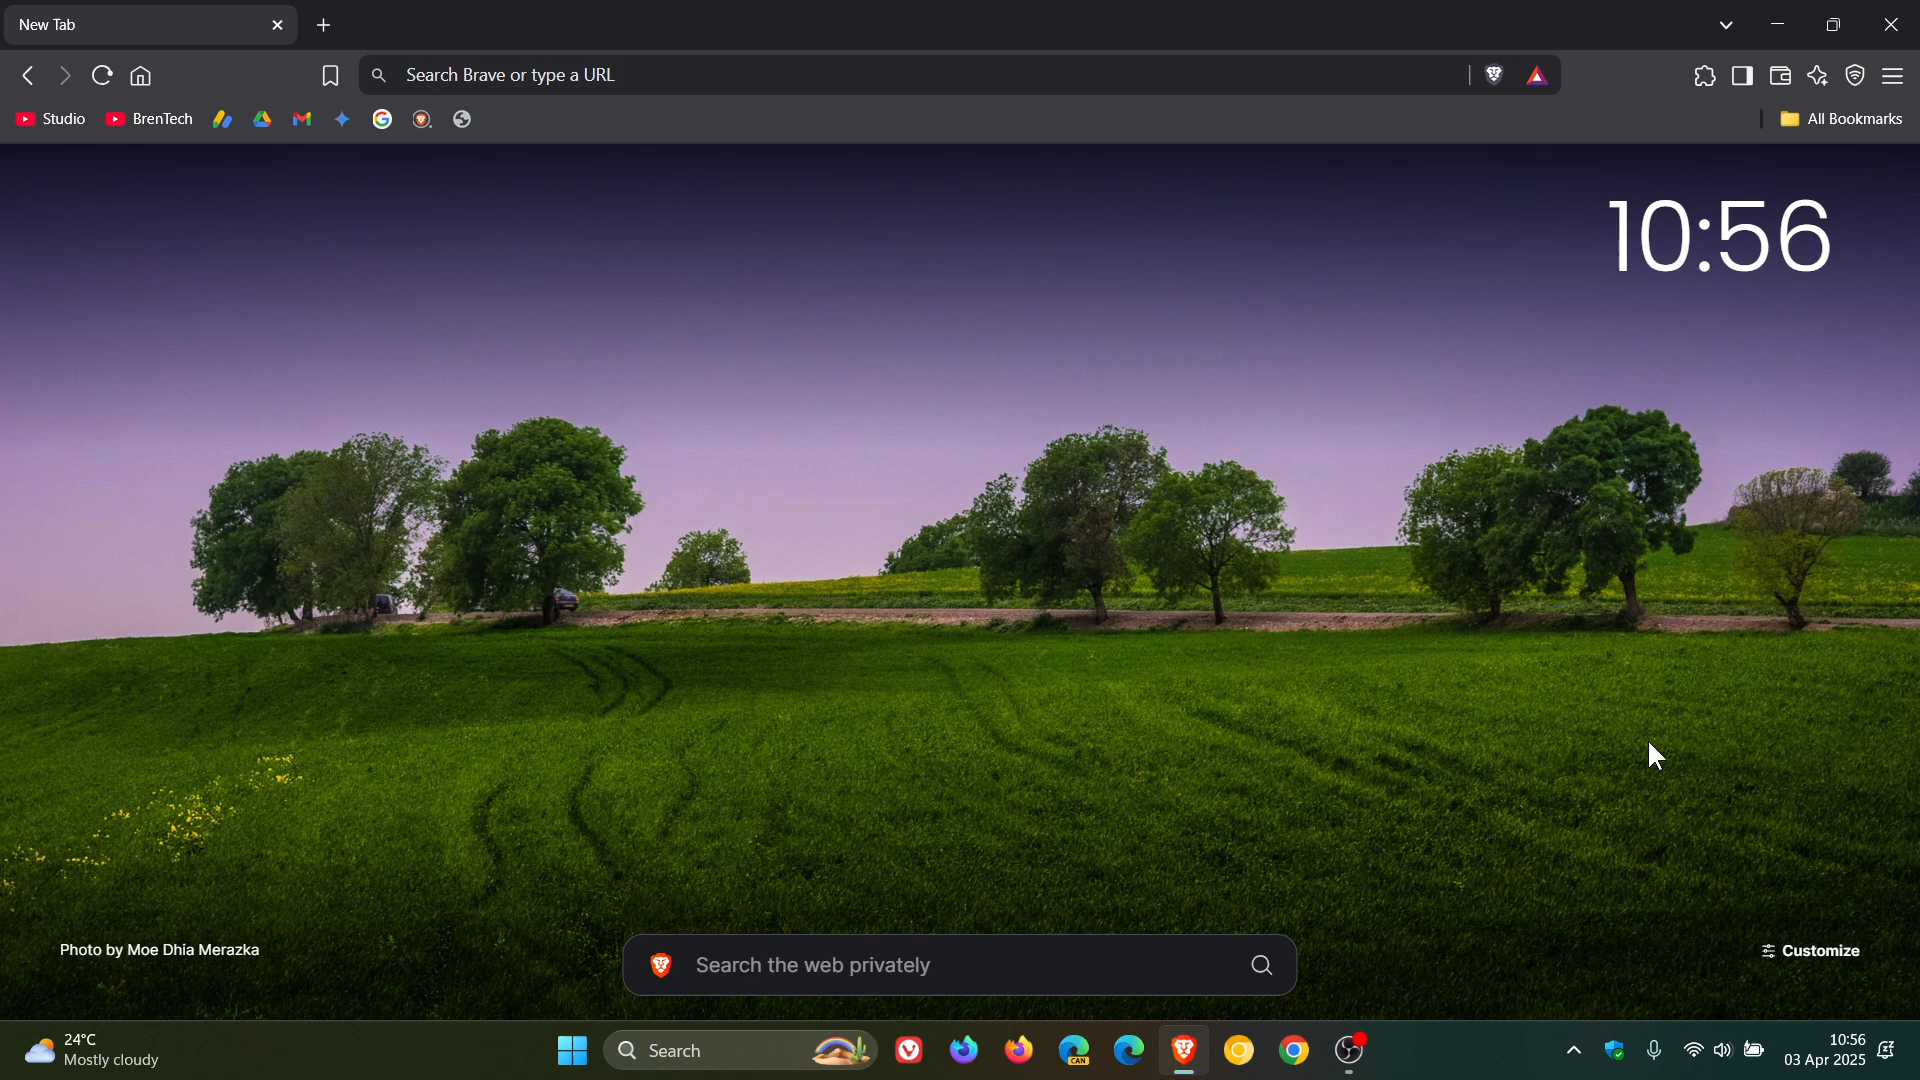 New Tab
Search Brave or type a URL
Studio
BrenTech
All Bookmarks
10:56
Photo by Moe Dhia Merazka
Search the web privately
Customize
24°C
Mostly cloudy
Search
CAN
10:56
03 Apr 2025